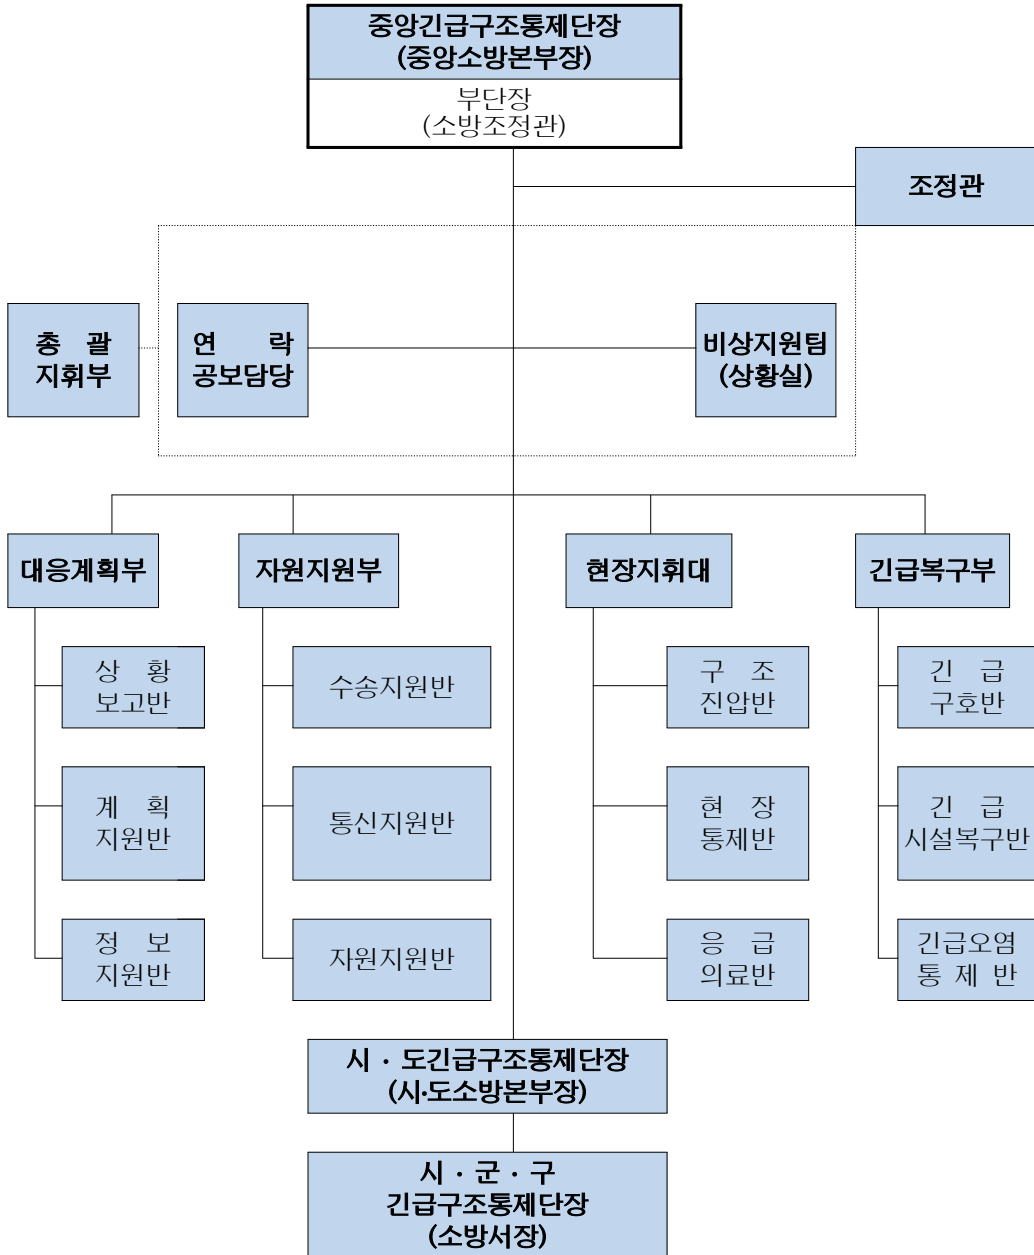 중앙긴급구조통제단장
(중앙소방본부장)
부단장
(소방조정관)
조정관
총 괄
지휘부
연 락
공보담당
비상지원팀
(상황실)
대응계획부
자원지원부
현장지휘대
긴급복구부
상 황
보고반
수송지원반
구 조
진압반
긴 급
구호반
계 획
지원반
통신지원반
현 장
통제반
긴 급
시설복구반
정 보
지원반
자원지원반
응 급
의료반
긴급오염
통 제 반
시 · 도긴급구조통제단장
(시·도소방본부장)
시 · 군 · 구
긴급구조통제단장
(소방서장)